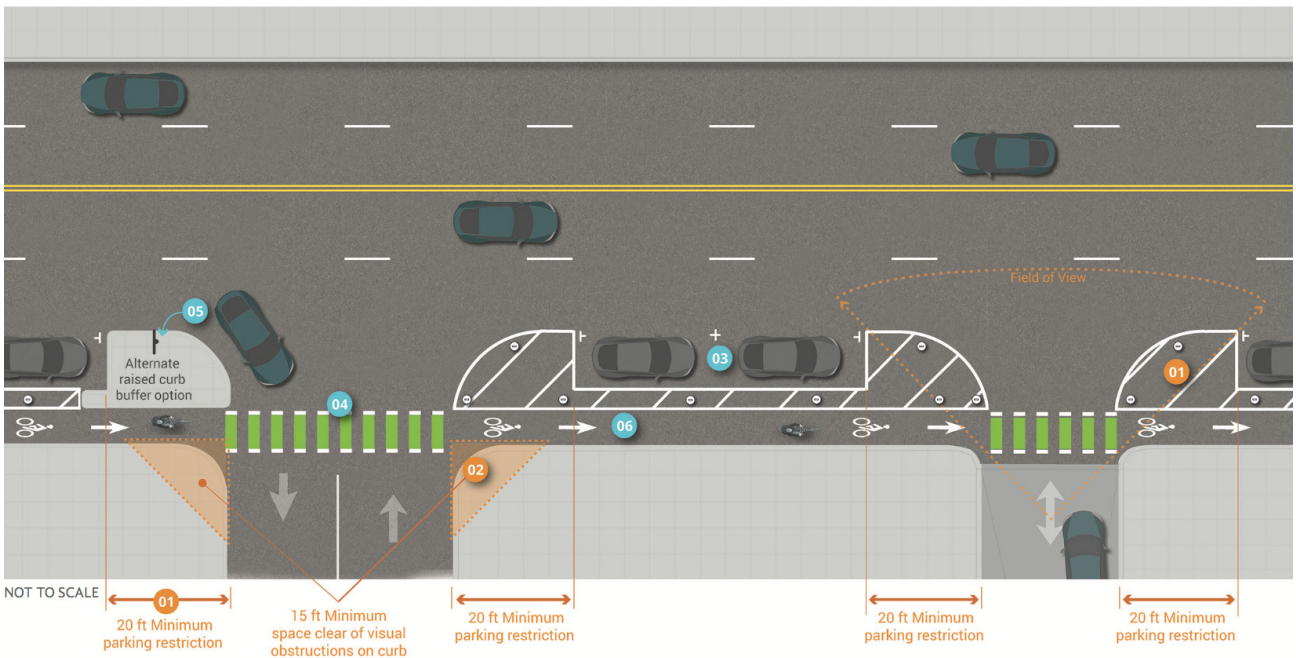 Field of View
05
Alternate
raised curb
buffer option
03
01
04
06
02
NOT TO SCALE
01
20 ft Minimum
parking restriction
15 ft Minimum
space clear of visual
obstructions on curb
20 ft Minimum
parking restriction
20 ft Minimum
parking restriction
20 ft Minimum
parking restriction